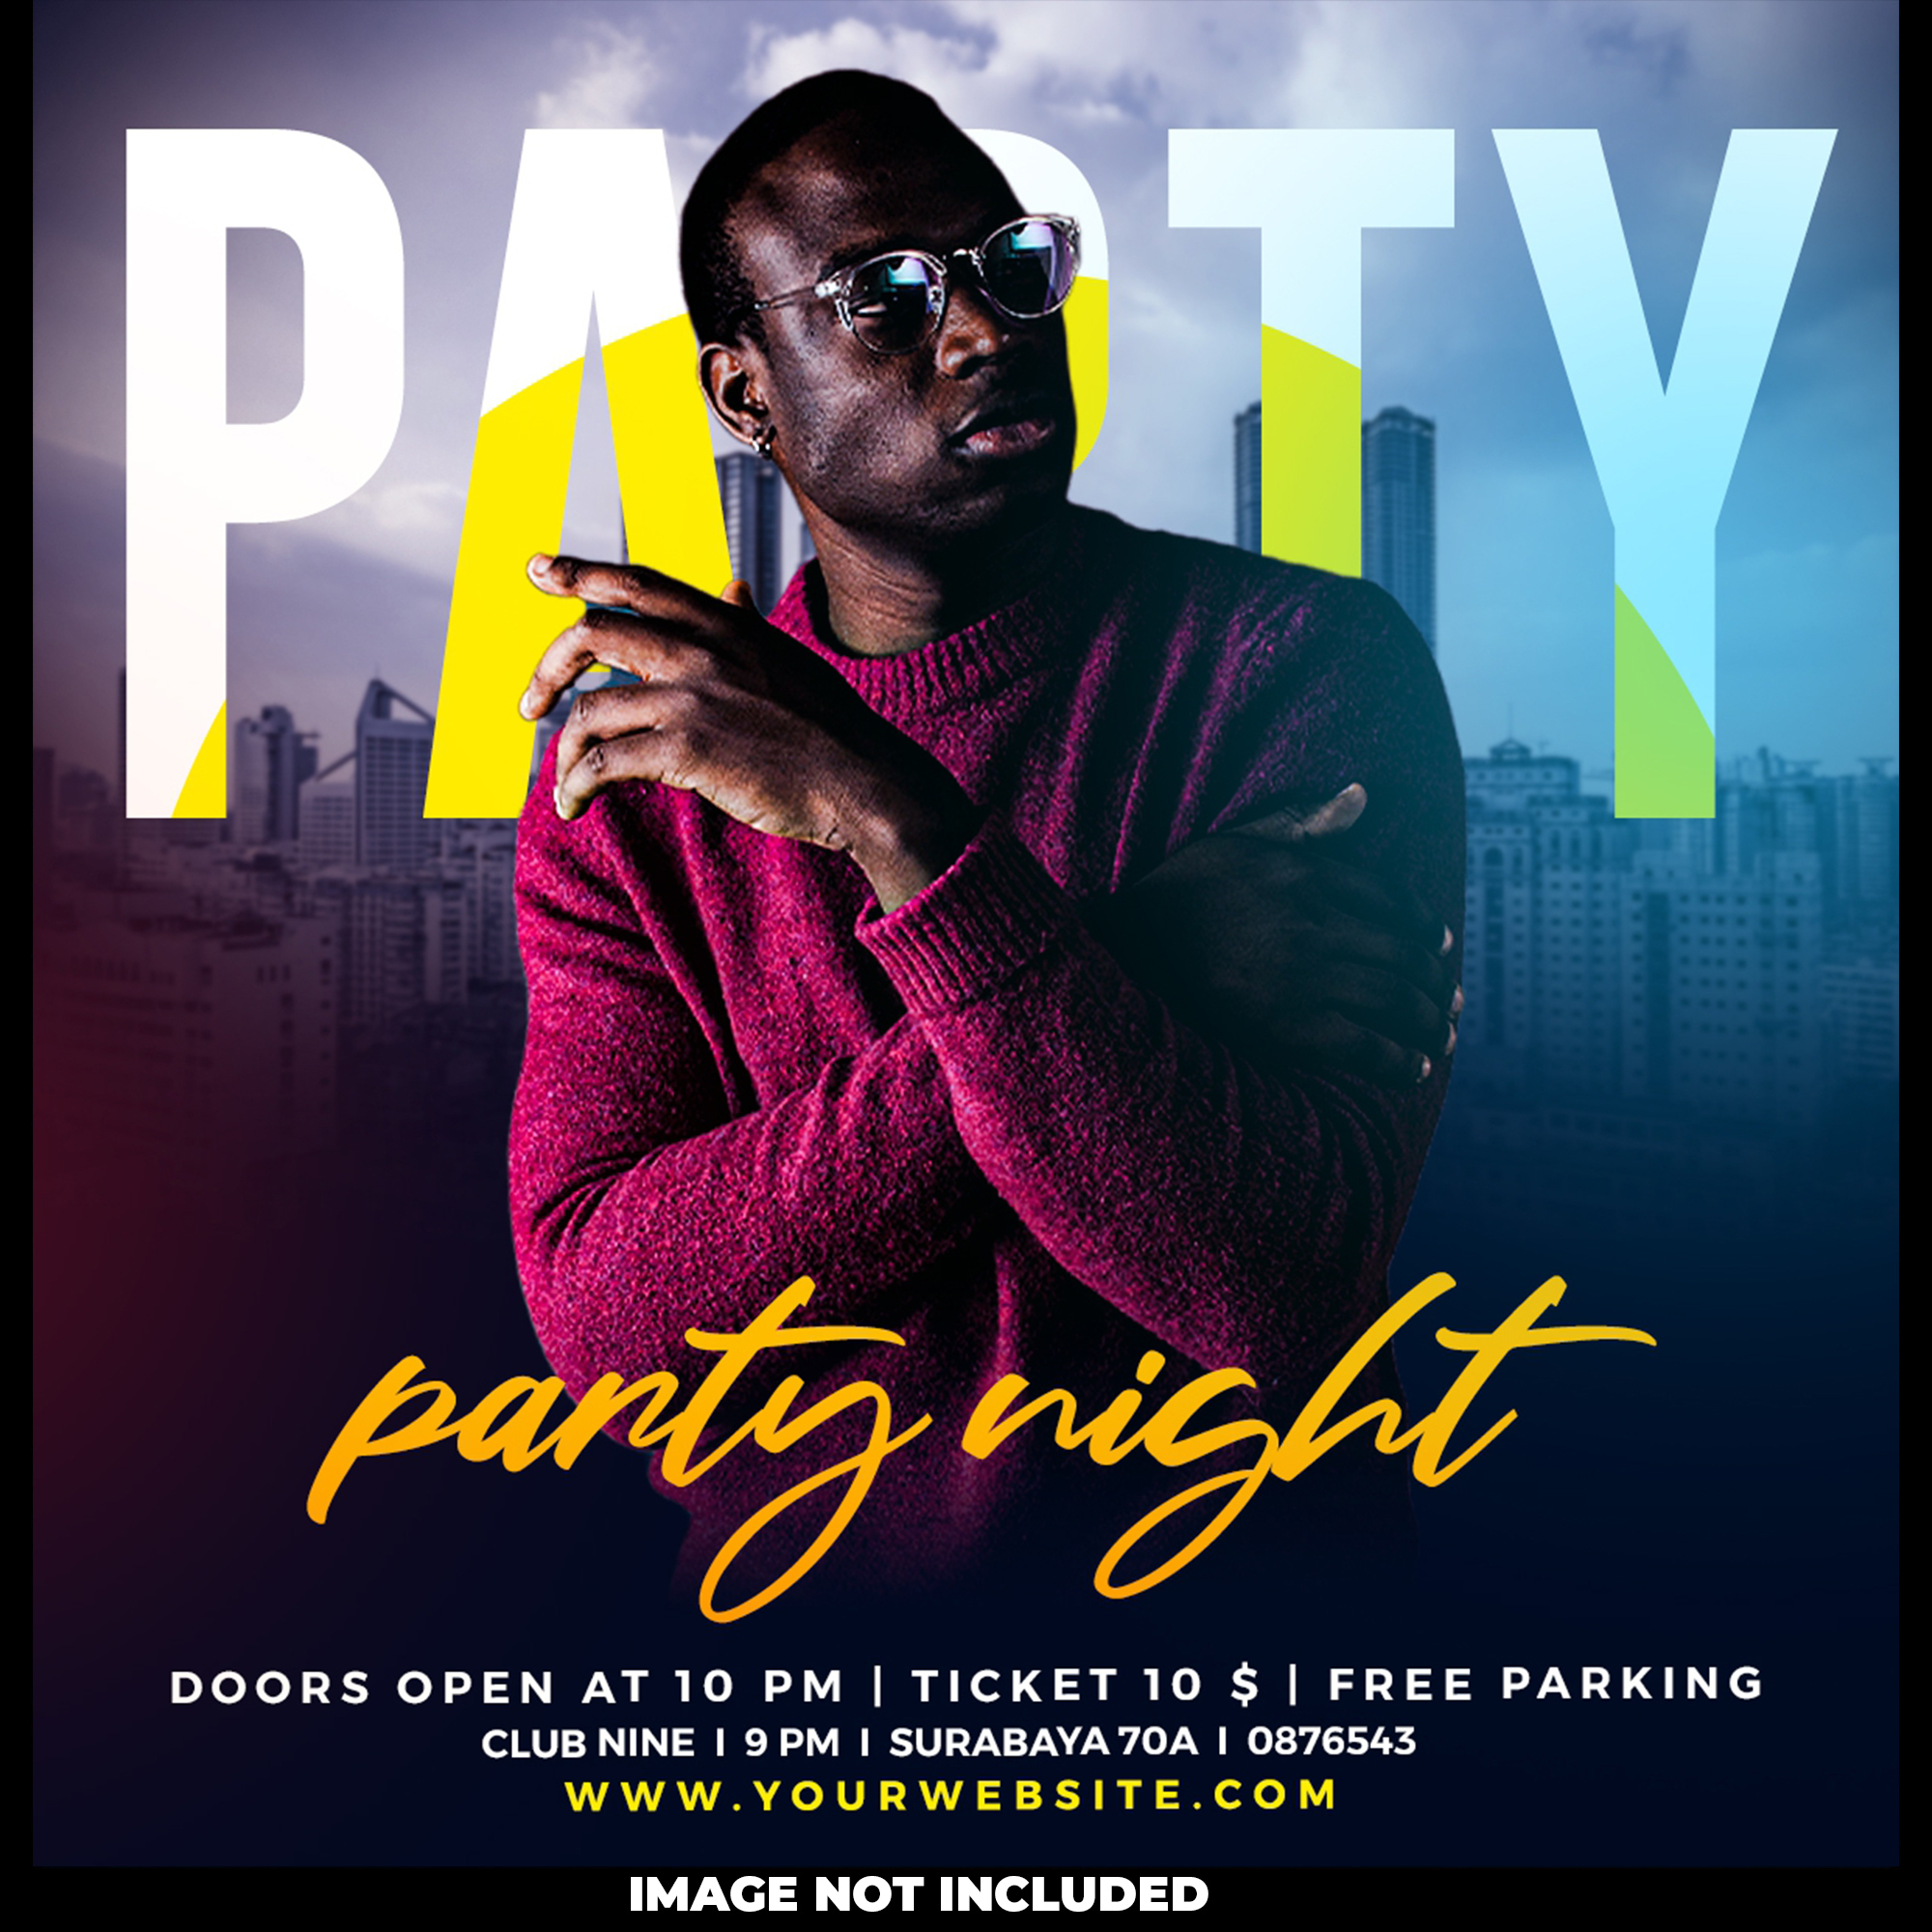 PARTY
party night
DOORS OPEN AT 10 PM | TICKET 10 $ | FREE PARKING
CLUB NINE I 9 PM I SURABAYA 70A I 0876543
WWW.YOURWEBSITE.COM
IMAGE NOT INCLUDED